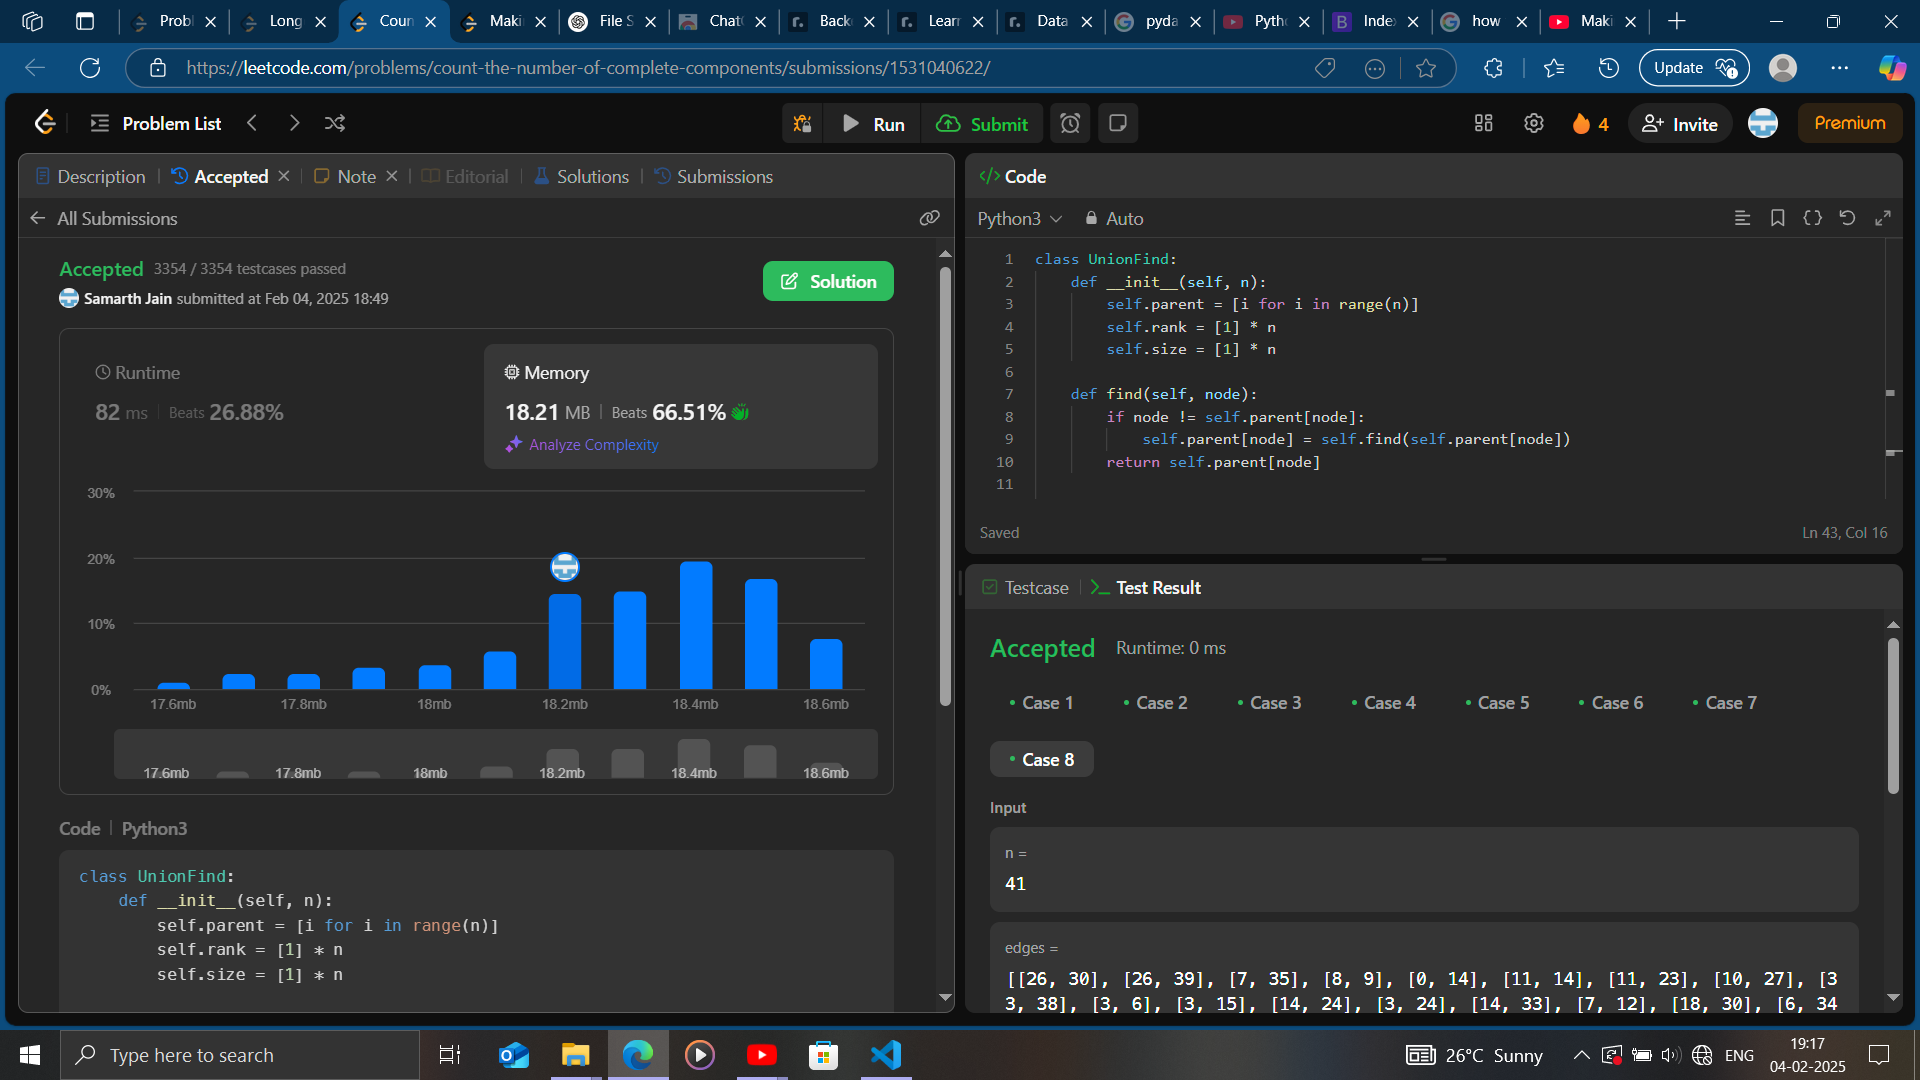 Probl
Long
Coun
Maki
File S
Chat
Back
Learn
Data
pyda
Pytho
Index
how
Maki
https://leetcode.com/problems/count-the-number-of-complete-components/submissions/1531040622/
Update
Problem List
Run
Submit
4
Invite
Premium
Description
Accepted
Note
Editorial
Solutions
Submissions
All Submissions
Accepted 3354 / 3354 testcases passed
Samarth Jain submitted at Feb 04, 2025 18:49
Solution
Runtime
82 ms | Beats 26.88%
Memory
18.21 MB | Beats 66.51%
Analyze Complexity
30%
20%
10%
0%
17.6mb 17.8mb 18mb 18.2mb 18.4mb 18.6mb
17.6mb 17.8mb 18mb 18.2mb 18.4mb 18.6mb
Code | Python3
class UnionFind:
def __init__(self, n):
self.parent = [i for i in range(n)]
self.rank = [1] * n
self.size = [1] * n
</> Code
Python3
Auto
1 class UnionFind:
2 def __init__(self, n):
3 self.parent = [i for i in range(n)]
4 self.rank = [1] * n
5 self.size = [1] * n
6
7 def find(self, node):
8 if node != self.parent[node]:
9 self.parent[node] = self.find(self.parent[node])
10 return self.parent[node]
11
Saved
Ln 43, Col 16
Testcase
Test Result
Accepted Runtime: 0 ms
Case 1
Case 2
Case 3
Case 4
Case 5
Case 6
Case 7
Case 8
Input
n =
41
edges =
[[26, 30], [26, 39], [7, 35], [8, 9], [0, 14], [11, 14], [11, 23], [10, 27], [3
3, 38], [3, 6], [3, 15], [14, 24], [3, 24], [14, 33], [7, 12], [18, 30], [6, 34
Type here to search
26°C Sunny
ENG
19:17
04-02-2025